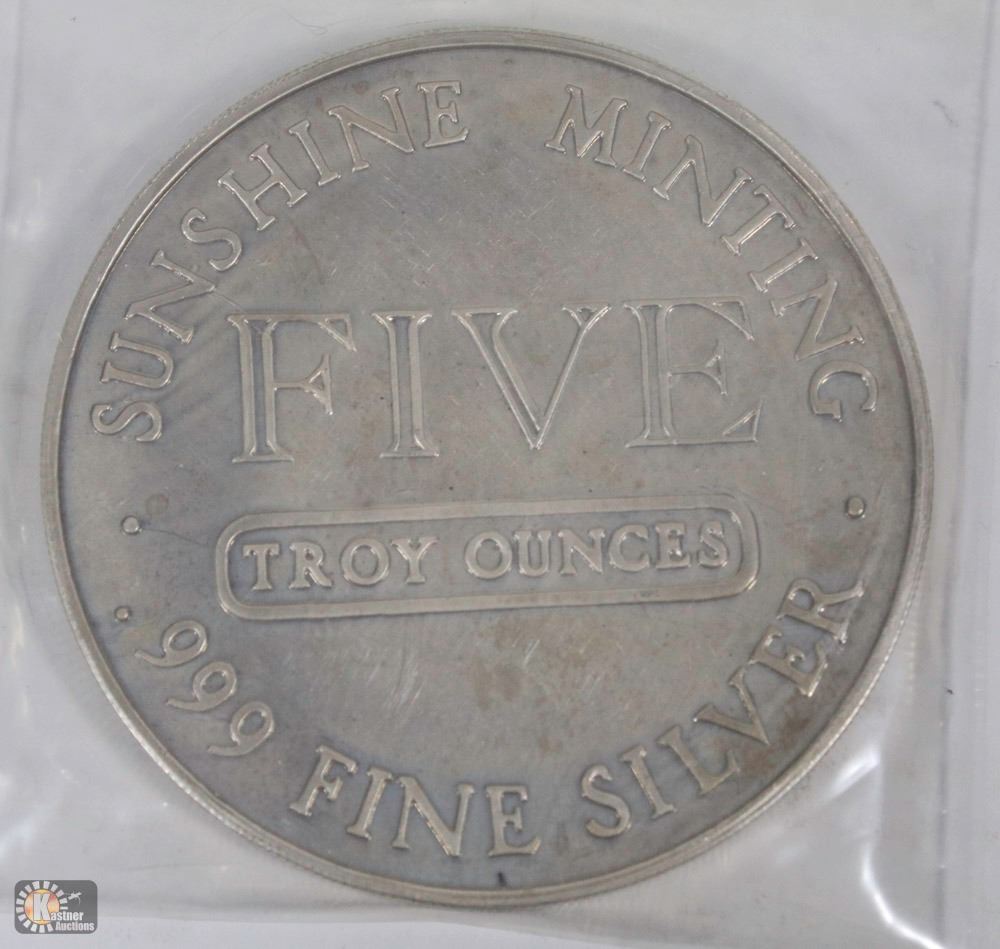 SUNSHINE MINTING
FIVE
TROY OUNCES
.999 FINE SILVER
Kastner
Auctions